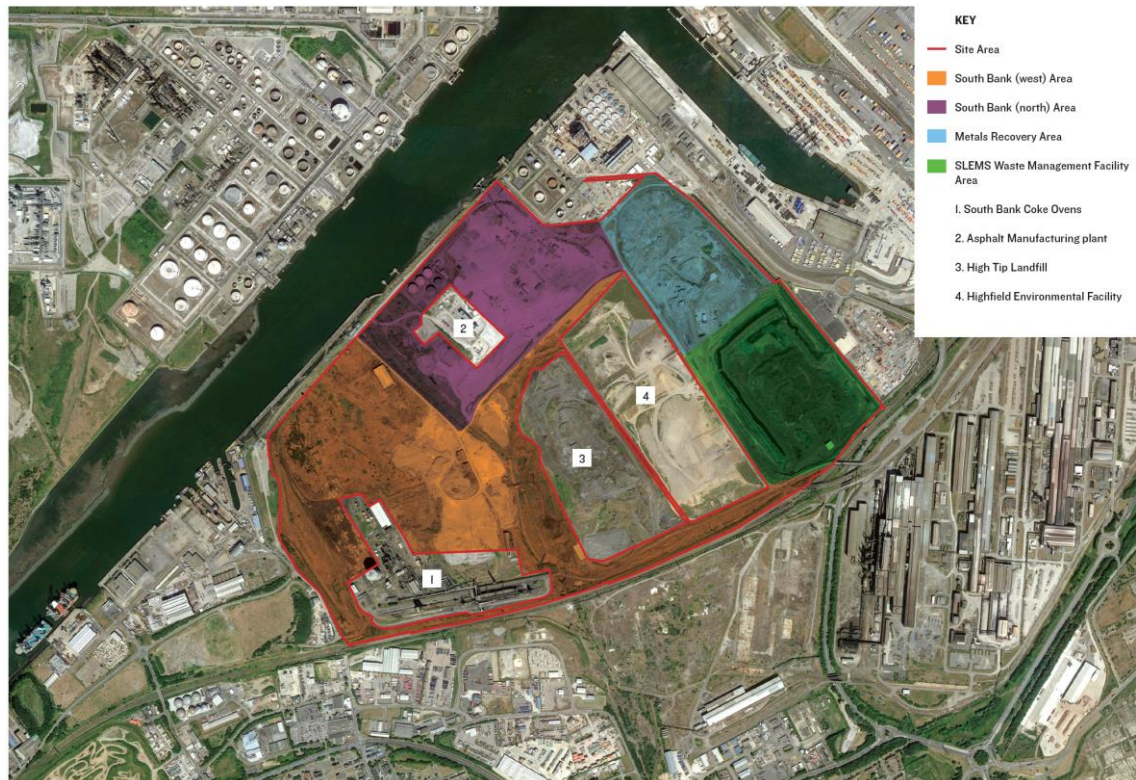 KEY
Site Area
South Bank (west) Area
South Bank (north) Area
Metals Recovery Area
SLEMS Waste Management Facility
Area
1. South Bank Coke Ovens
2. Asphalt Manufacturing plant
3. High Tip Landfill
4. Highfield Environmental Facility
2
4
3
1